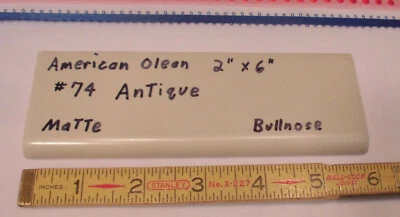 American Olean 2" x 6"
#74 Antique
Matte Bullnose
INCHES 1 2 STANLEY 3 No. X-227 4 5 6